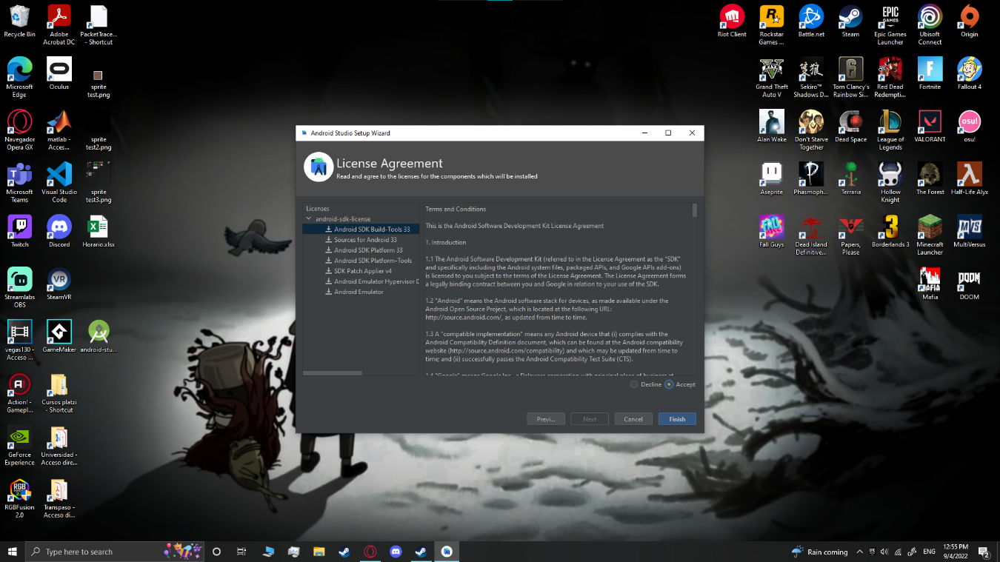 Recycle Bin
Adobe
Acrobat DC
PacketTrace...
- Shortcut
Microsoft
Edge
Oculus
sprite
test.png
Navegador
Opera GX
matlab -
Acces...
sprite
test2.png
Microsoft
Teams
Visual Studio
Code
sprite
test3.png
Twitch
Discord
Horario.xlsx
Streamlabs
OBS
SteamVR
vegas130 -
Acceso ...
GameMaker
android-stu...
Action! -
Gamepl...
Cursos platzi
- Shortcut
GeForce
Experience
Universidad -
Acceso dire...
RGB
RGBFusion
2.0
Transpaso -
Acceso di...
Riot Client
Rockstar
Games ...
Battle.net
Steam
EPIC
GAMES
Epic Games
Launcher
Ubisoft
Connect
Origin
Grand Theft
Auto V
Sekiro™
Shadows D...
Tom Clancy's
Rainbow Si...
Red Dead
Redempti...
Fortnite
Fallout 4
Alan Wake
Don't Starve
Together
Dead Space
League of
Legends
VALORANT
osu!
osu!
Aseprite
Phasmoph...
Terraria
Hollow
Knight
The Forest
Half-Life Alyx
Fall Guys
Dead Island
Definitive...
Papers,
Please
Borderlands 3
Minecraft
Launcher
MultiVersus
MAFIA
Mafia
DOOM
DOOM
Android Studio Setup Wizard
License Agreement
Read and agree to the licenses for the components which will be installed
Licenses
android-sdk-license
Android SDK Build-Tools 33
Sources for Android 33
Android SDK Platform 33
Android SDK Platform-Tools
SDK Patch Applier v4
Android Emulator Hypervisor D
Android Emulator
Terms and Conditions
This is the Android Software Development Kit License Agreement
1. Introduction
1.1 The Android Software Development Kit (referred to in the License Agreement as the "SDK"
and specifically including the Android system files, packaged APIs, and Google APIs add-ons)
is licensed to you subject to the terms of the License Agreement. The License Agreement forms
a legally binding contract between you and Google in relation to your use of the SDK.
1.2 "Android" means the Android software stack for devices, as made available under the
Android Open Source Project, which is located at the following URL:
http://source.android.com/, as updated from time to time.
1.3 A "compatible implementation" means any Android device that (i) complies with the
Android Compatibility Definition document, which can be found at the Android compatibility
website (http://source.android.com/compatibility) and which may be updated from time to
time; and (ii) successfully passes the Android Compatibility Test Suite (CTS).
1.4 "Google" means Google Inc., a Delaware corporation with principal place of business at
Decline
Accept
Previ...
Next
Cancel
Finish
Type here to search
Rain coming
ENG
12:55 PM
9/4/2022
2